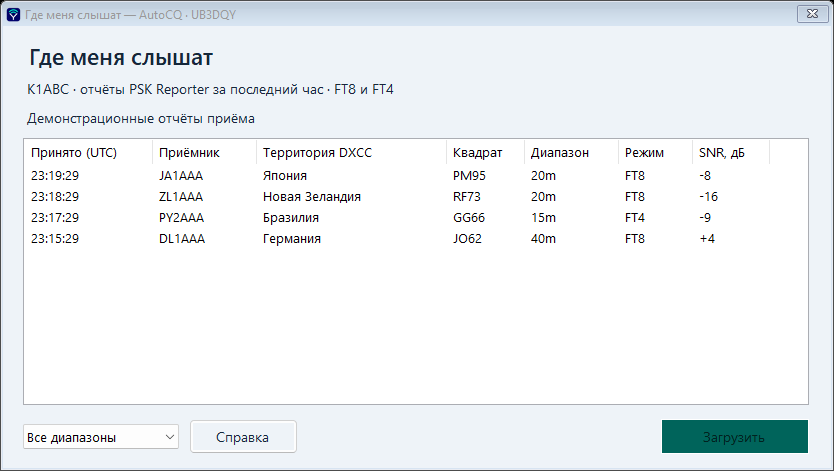 Где меня слышат — AutoCQ · UB3DQY
Где меня слышат
K1ABC · отчёты PSK Reporter за последний час · FT8 и FT4
Демонстрационные отчёты приёма
Принято (UTC) Приёмник Территория DXCC Квадрат Диапазон Режим SNR, дБ
23:19:29 JA1AAA Япония PM95 20m FT8 -8
23:18:29 ZL1AAA Новая Зеландия RF73 20m FT8 -16
23:17:29 PY2AAA Бразилия GG66 15m FT4 -9
23:15:29 DL1AAA Германия JO62 40m FT8 +4
Все диапазоны Справка Загрузить